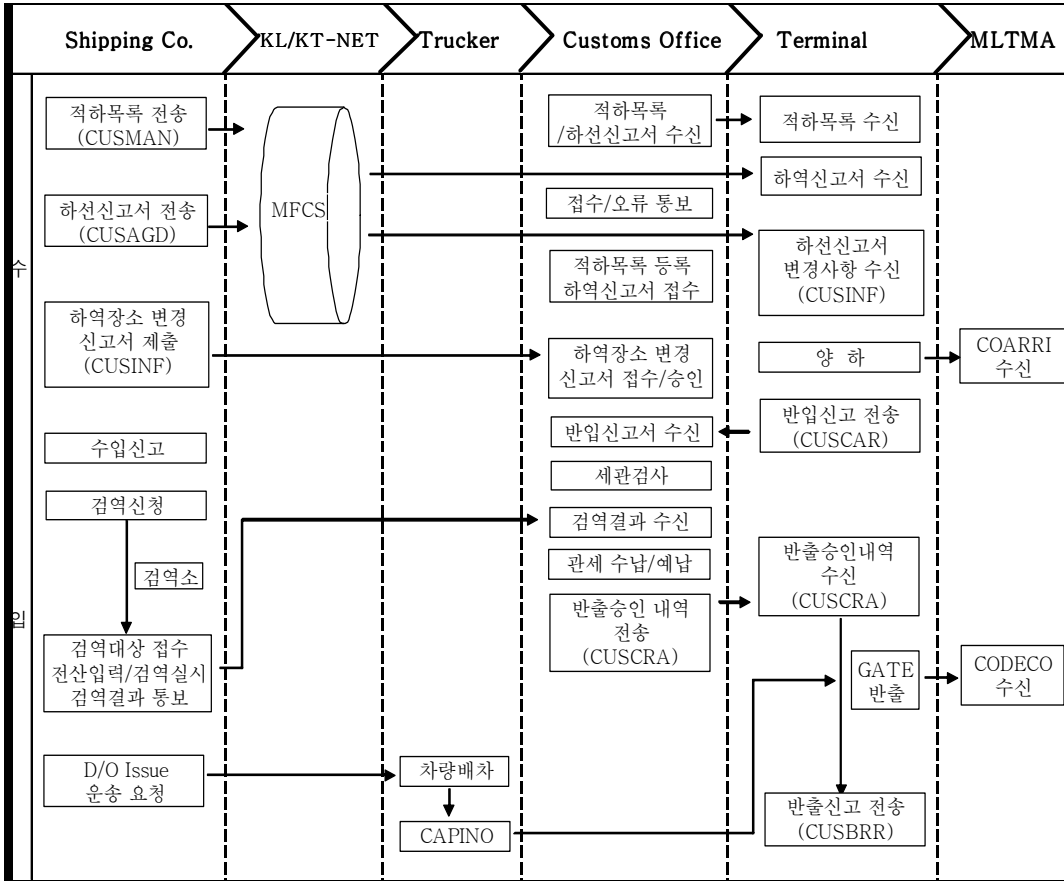 Shipping Co.
KL/KT-NET
Trucker
Customs Office
Terminal
MLTMA
수
입
적하목록 전송
(CUSMAN)
하선신고서 전송
(CUSAGD)
하역장소 변경
신고서 제출
(CUSINF)
수입신고
검역신청
검역소
검역대상 접수
전산입력/검역실시
검역결과 통보
D/O Issue
운송 요청
MFCS
차량배차
CAPINO
적하목록
/하선신고서 수신
접수/오류 통보
적하목록 등록
하역신고서 접수
하역장소 변경
신고서 접수/승인
반입신고서 수신
세관검사
검역결과 수신
관세 수납/예납
반출승인 내역
전송
(CUSCRA)
적하목록 수신
하역신고서 수신
하선신고서
변경사항 수신
(CUSINF)
양 하
반입신고 전송
(CUSCAR)
반출승인내역
수신
(CUSCRA)
GATE
반출
반출신고 전송
(CUSBRR)
COARRI
수신
CODECO
수신